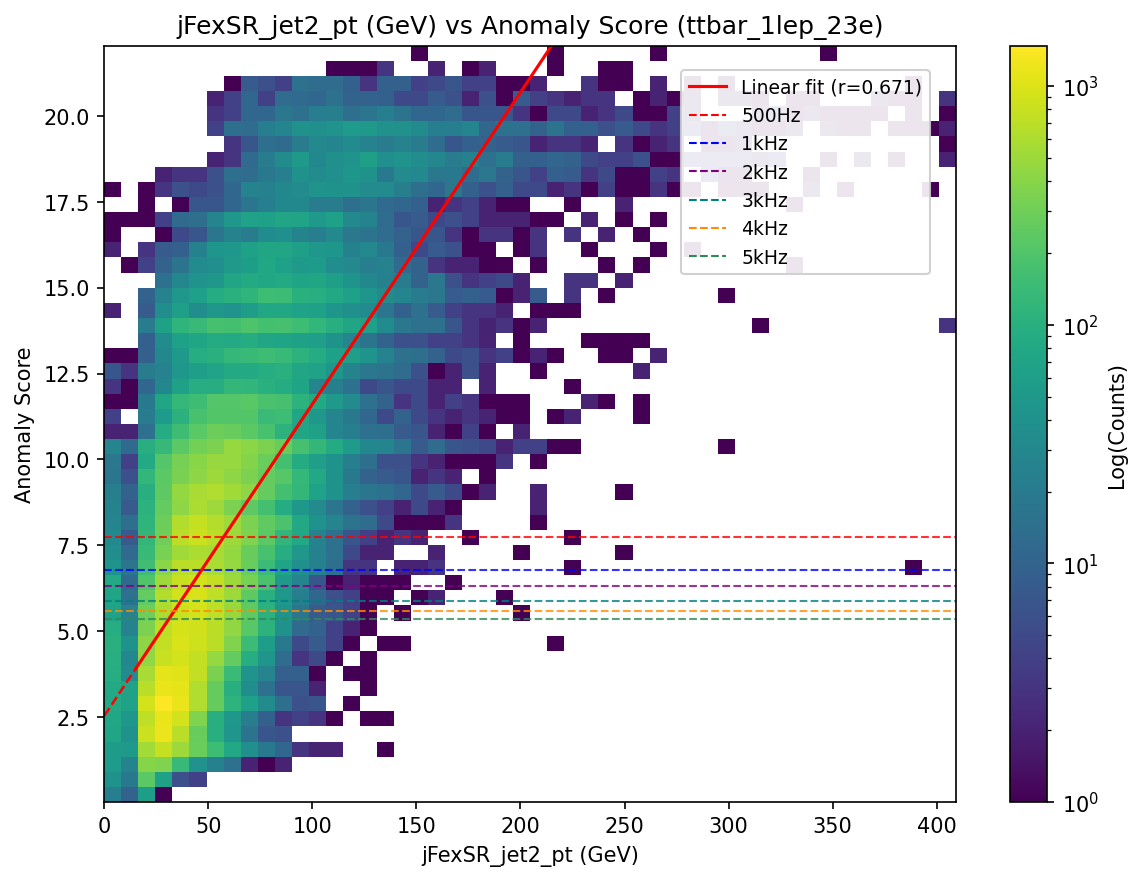 jFexSR_jet2_pt (GeV) vs Anomaly Score (ttbar_1lep_23e)
Linear fit (r=0.671)
500Hz
1kHz
2kHz
3kHz
4kHz
5kHz
Anomaly Score
20.0
17.5
15.0
12.5
10.0
7.5
5.0
2.5
0 50 100 150 200 250 300 350 400
jFexSR_jet2_pt (GeV)
10³
10²
10¹
10⁰
Log(Counts)